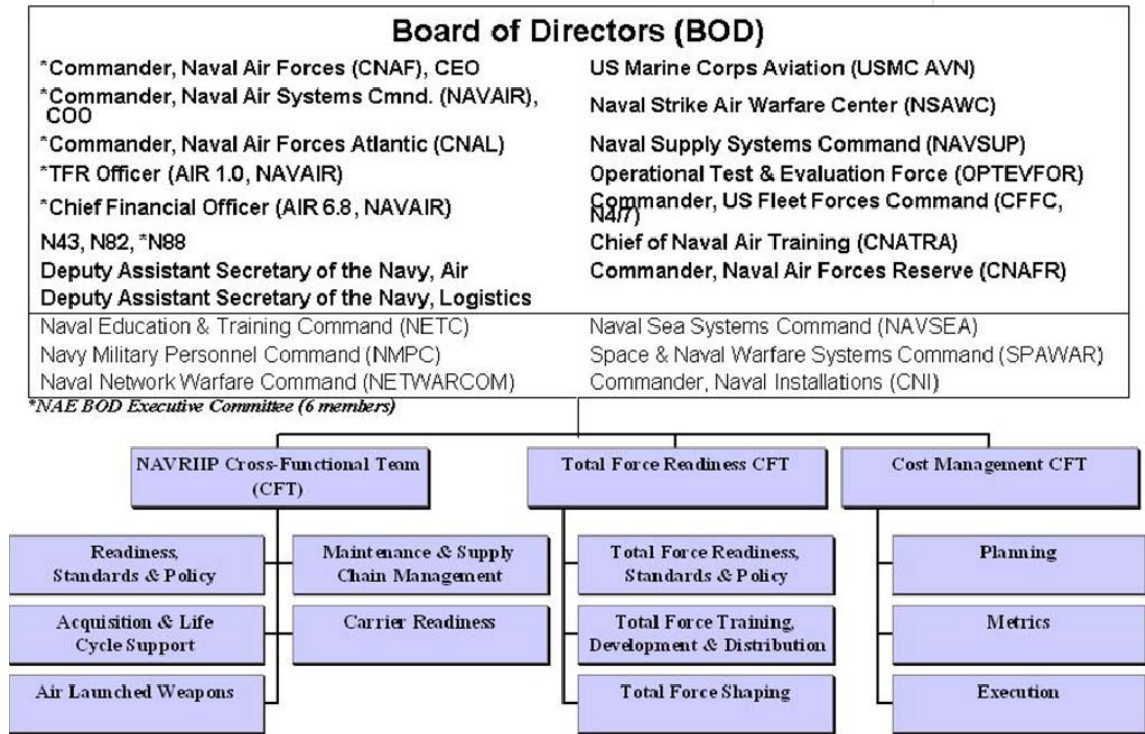 Board of Directors (BOD)
*Commander, Naval Air Forces (CNAF), CEO
*Commander, Naval Air Systems Cmnd. (NAVAIR),
COO
*Commander, Naval Air Forces Atlantic (CNAL)
*TFR Officer (AIR 1.0, NAVAIR)
*Chief Financial Officer (AIR 6.8, NAVAIR)
N43, N82, *N88
Deputy Assistant Secretary of the Navy, Air
Deputy Assistant Secretary of the Navy, Logistics
US Marine Corps Aviation (USMC AVN)
Naval Strike Air Warfare Center (NSAWC)
Naval Supply Systems Command (NAVSUP)
Operational Test & Evaluation Force (OPTEVFOR)
Commander, US Fleet Forces Command (CFFC,
N4/7)
Chief of Naval Air Training (CNATRA)
Commander, Naval Air Forces Reserve (CNAFR)
Naval Education & Training Command (NETC)
Navy Military Personnel Command (NMPC)
Naval Network Warfare Command (NETWARCOM)
Naval Sea Systems Command (NAVSEA)
Space & Naval Warfare Systems Command (SPAWAR)
Commander, Naval Installations (CNI)
*NAE BOD Executive Committee (6 members)
NAVRIIP Cross-Functional Team
(CFT)
Readiness,
Standards & Policy
Maintenance & Supply
Chain Management
Acquisition & Life
Cycle Support
Carrier Readiness
Air Launched Weapons
Total Force Readiness CFT
Total Force Readiness,
Standards & Policy
Total Force Training,
Development & Distribution
Total Force Shaping
Cost Management CFT
Planning
Metrics
Execution